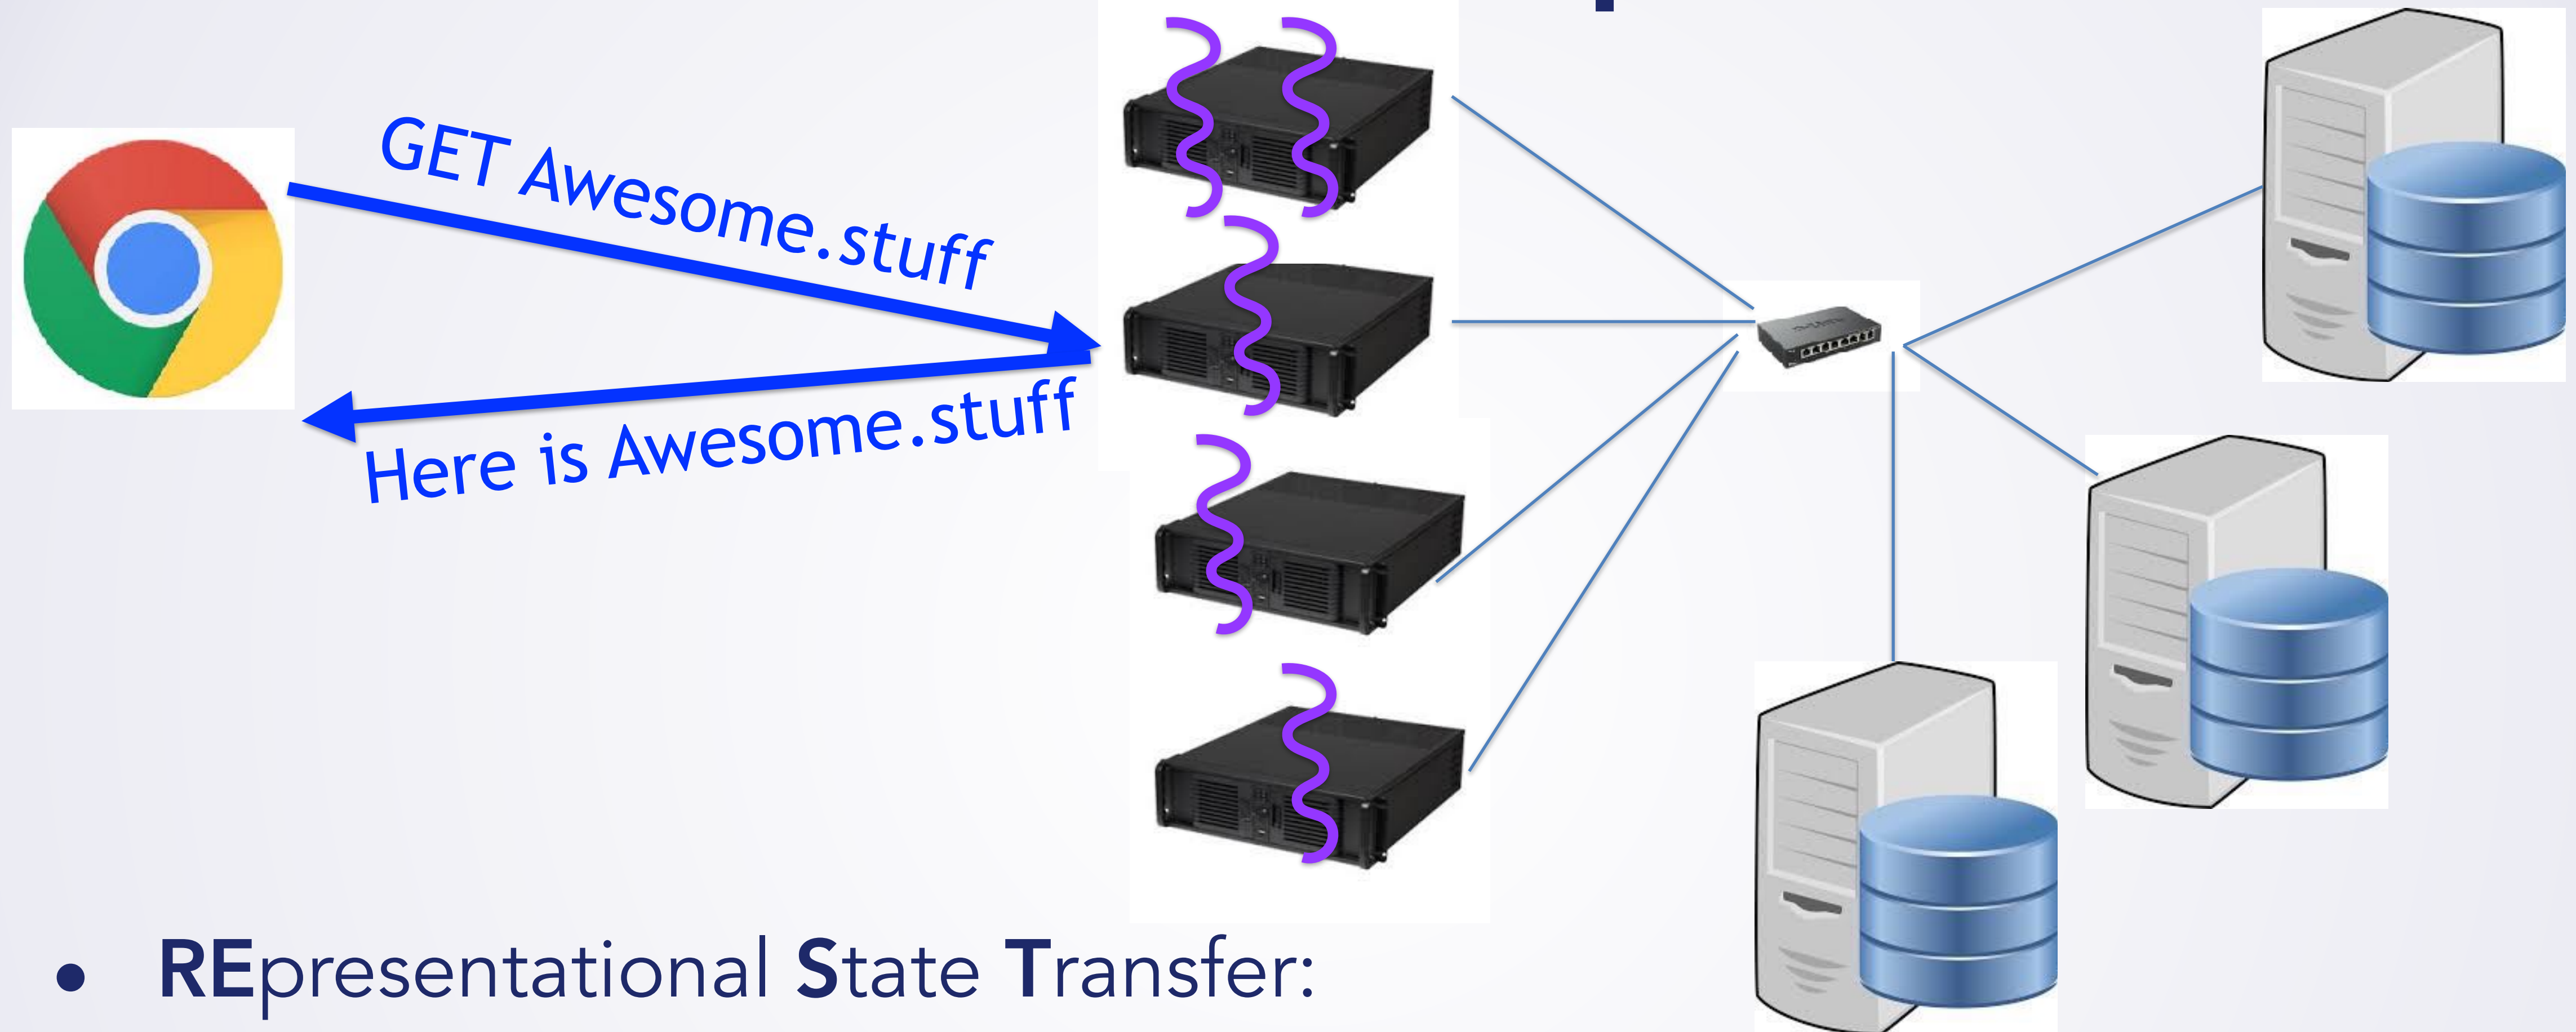 GET Awesome.stuff
Here is Awesome.stuff
• REpresentational State Transfer: